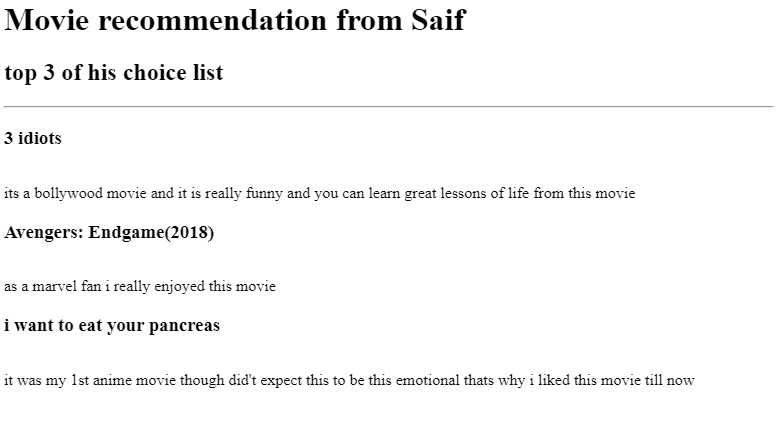 Movie recommendation from Saif
top 3 of his choice list
3 idiots
its a bollywood movie and it is really funny and you can learn great lessons of life from this movie
Avengers: Endgame(2018)
as a marvel fan i really enjoyed this movie
i want to eat your pancreas
it was my 1st anime movie though did't expect this to be this emotional thats why i liked this movie till now